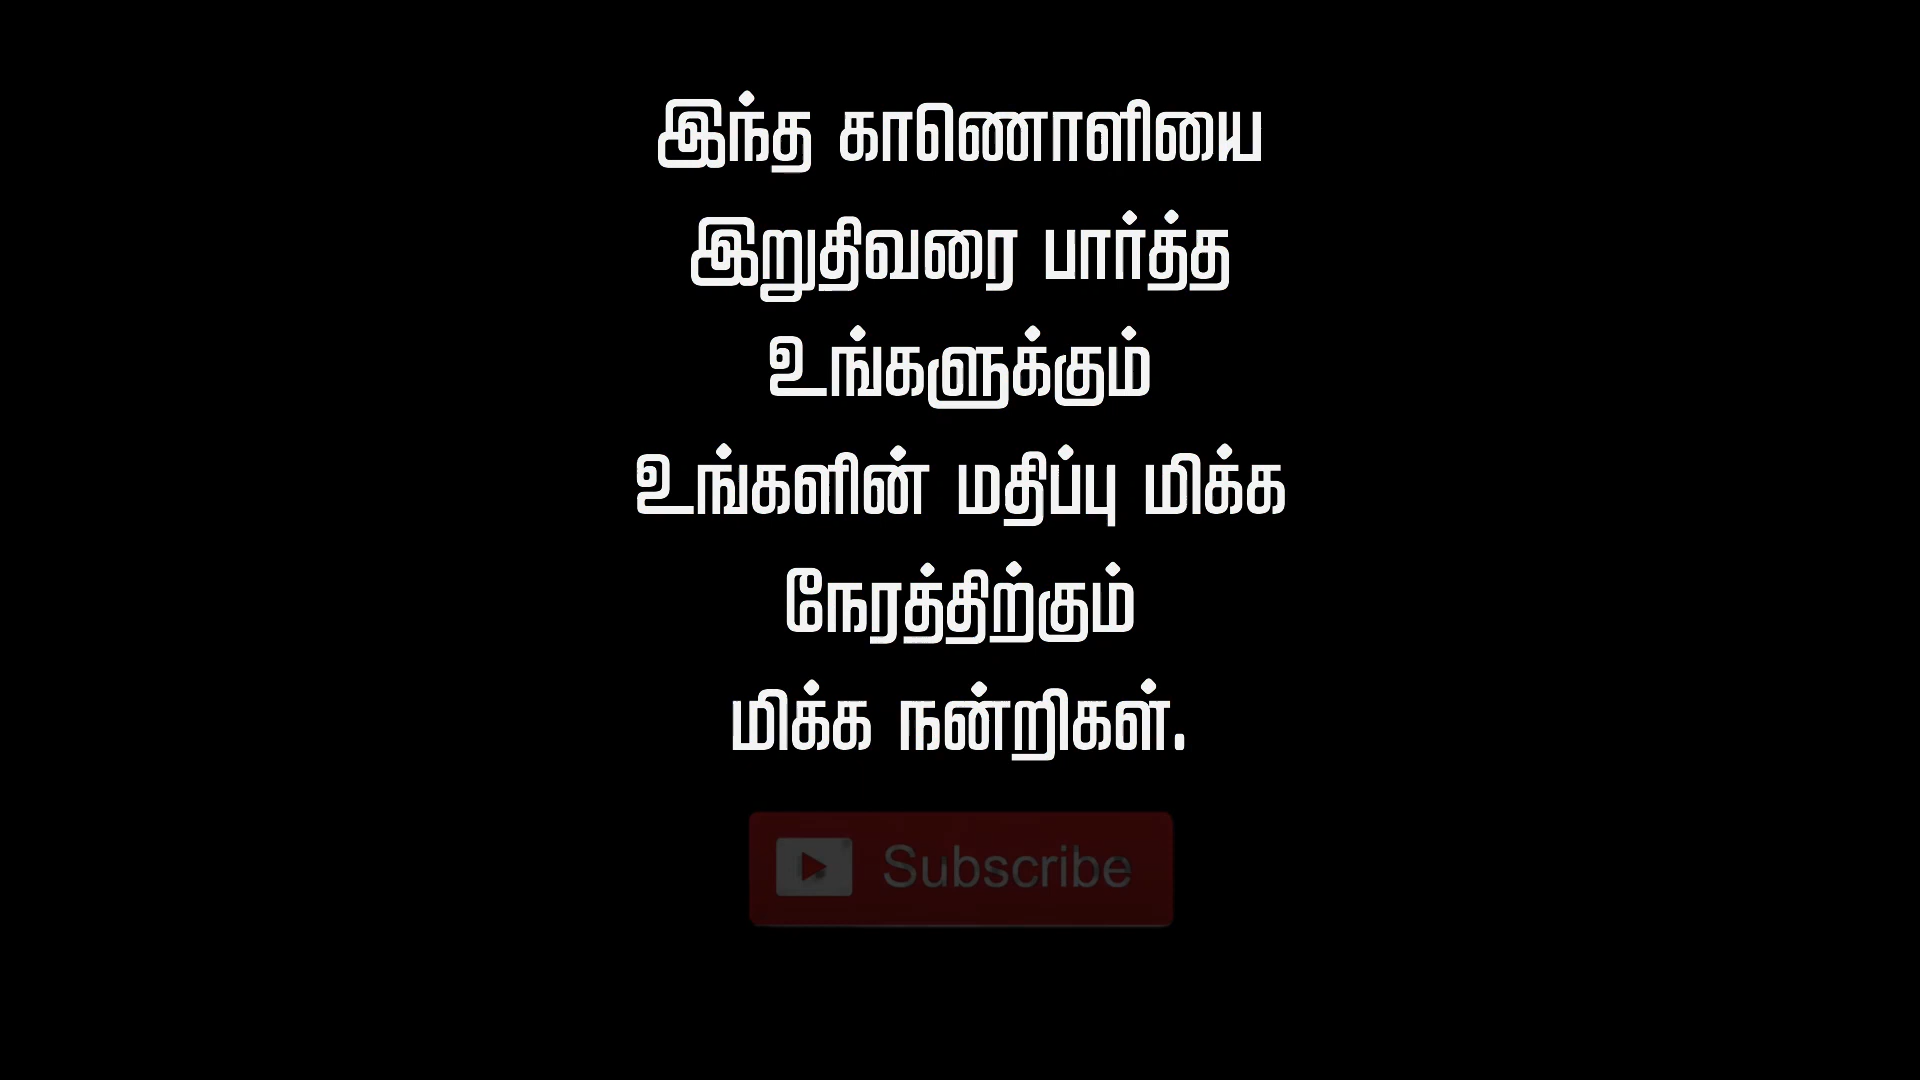 இந்த காணொளியை
இறுதிவரை பார்த்த
உங்களுக்கும்
உங்களின் மதிப்பு மிக்க
நேரத்திற்கும்
மிக்க நன்றிகள்.
Subscribe